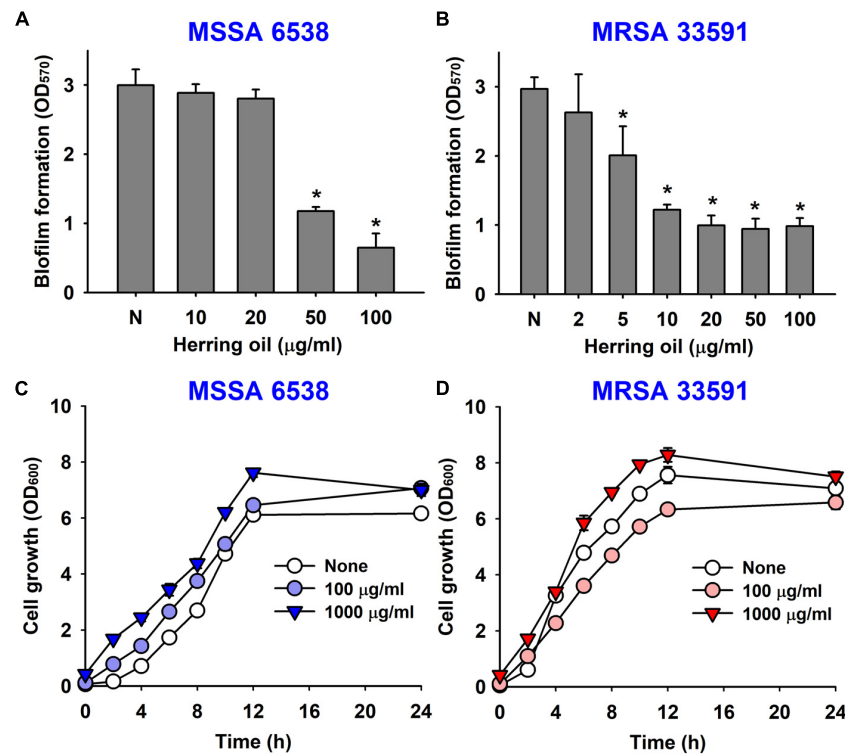 A
MSSA 6538
Biofilm formation (OD570)
3
2
1
0
*
*
N 10 20 50 100
Herring oil (μg/ml)
B
MRSA 33591
Biofilm formation (OD570)
3
2
1
0
*
*
*
*
*
N 2 5 10 20 50 100
Herring oil (μg/ml)
C
MSSA 6538
Cell growth (OD600)
10
8
6
4
2
0
None
100 μg/ml
1000 μg/ml
0 4 8 12 16 20 24
Time (h)
D
MRSA 33591
Cell growth (OD600)
10
8
6
4
2
0
None
100 μg/ml
1000 μg/ml
0 4 8 12 16 20 24
Time (h)